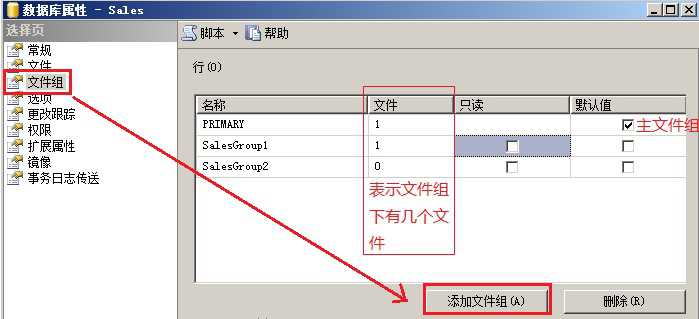 数据库属性 - Sales
选择页
脚本 帮助
常规
文件
文件组
选项
更改跟踪
权限
扩展属性
镜像
事务日志传送
行(O)
名称 文件 只读 默认值
PRIMARY 1 主文件组
SalesGroup1 1
SalesGroup2 0
表示文件组
下有几个文
件
添加文件组(A) 删除(R)